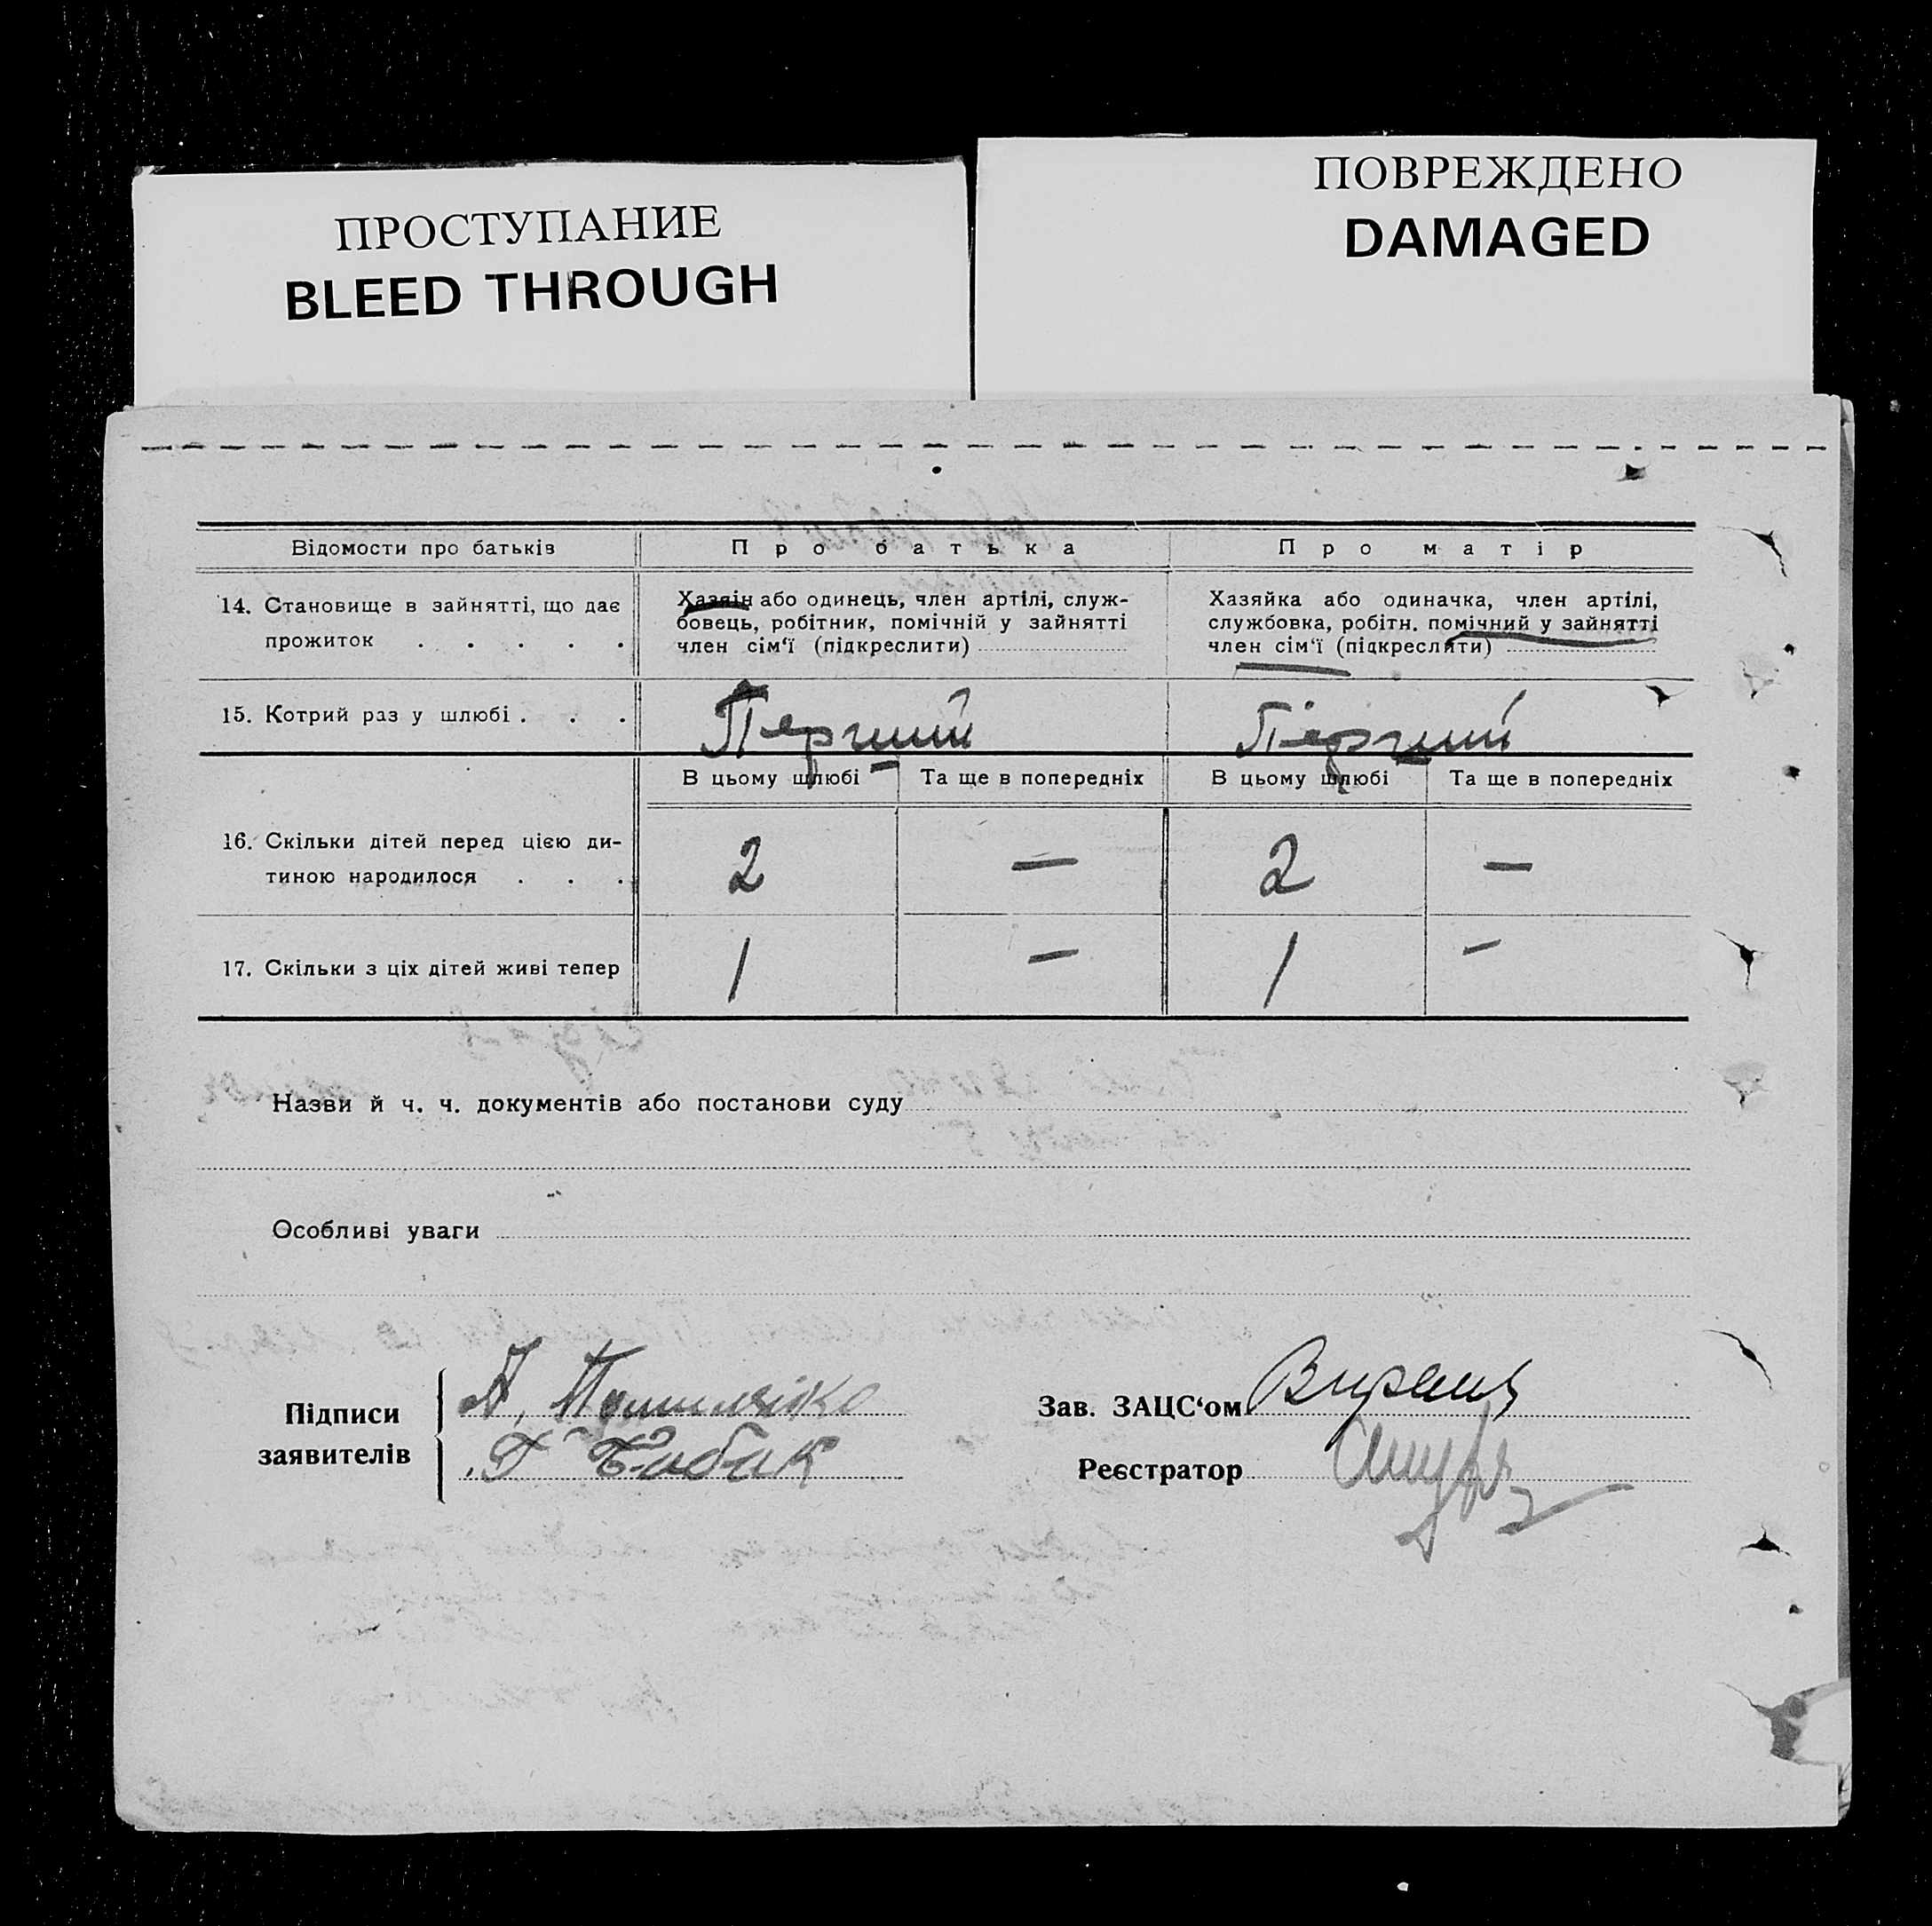 ПРОСТУПАНИЕ
BLEED THROUGH
ПОВРЕЖДЕНО
DAMAGED
Відомости про батьків
Про батька
Про матір
14. Становище в зайнятті, що дає
прожиток . . . . .
Хазяїн або одинець, член артілі, служ-
бовець, робітник, помічній у зайнятті
член сім‘ї (підкреслити)
Хазяйка або одиначка, член артілі,
службовка, робітн. помічний у зайнятті
член сім‘ї (підкреслити)
15. Котрий раз у шлюбі . . .
Перший
Перший
В цьому шлюбі
Та ще в попередніх
В цьому шлюбі
Та ще в попередніх
16. Скільки дітей перед цією ди-
тиною народилося . . .
2
—
2
—
17. Скільки з ціх дітей живі тепер
1
—
1
—
Назви й ч. ч. документів або постанови суду
Особливі уваги
Підписи
заявителів
А.
Г Бабак
Зав. ЗАЦС‘ом
Реєстратор